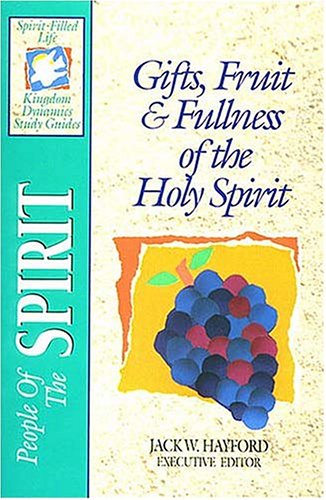 Spirit-Filled
Life
Kingdom
Dynamics
Study Guides
People Of
The
SPIRIT
Gifts, Fruit
& Fullness
of the
Holy Spirit
JACK W. HAYFORD
EXECUTIVE EDITOR